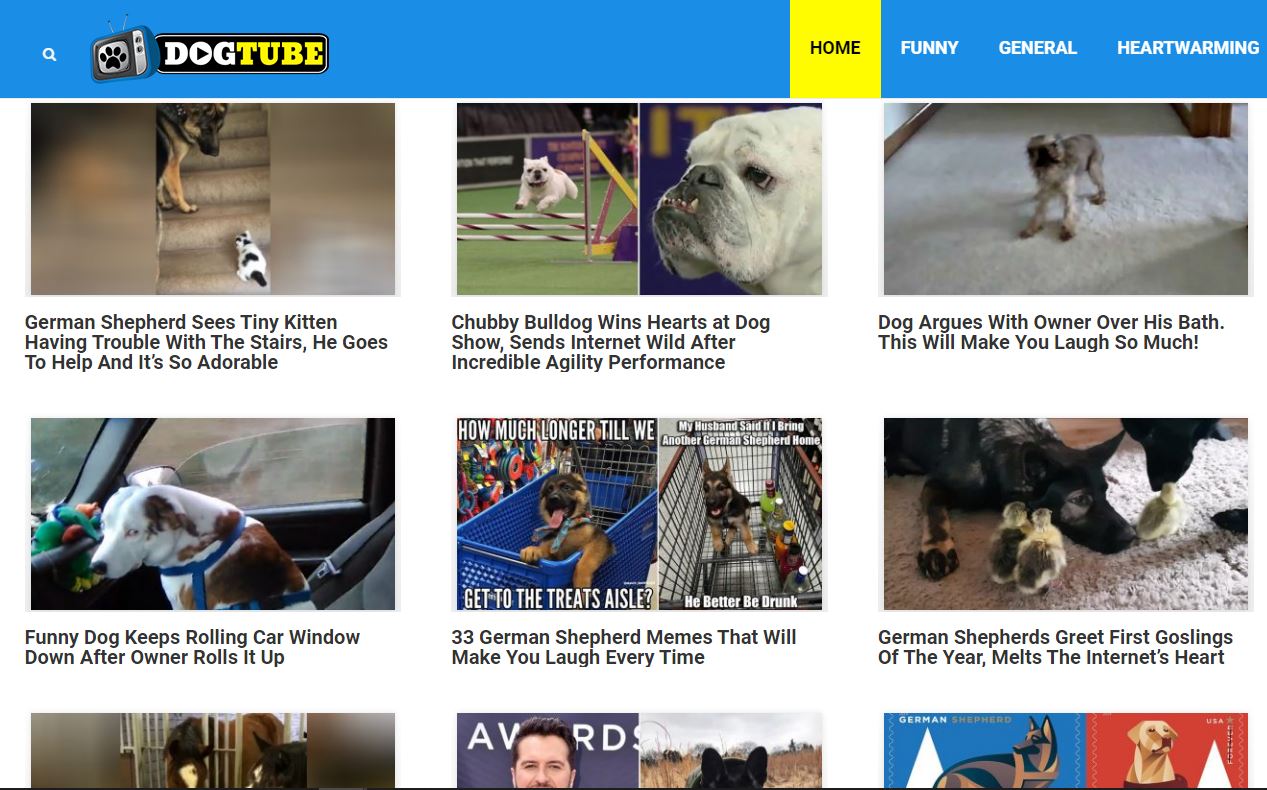 DOGTUBE
HOME
FUNNY
GENERAL
HEARTWARMING
German Shepherd Sees Tiny Kitten
Having Trouble With The Stairs, He Goes
To Help And It’s So Adorable
Chubby Bulldog Wins Hearts at Dog
Show, Sends Internet Wild After
Incredible Agility Performance
Dog Argues With Owner Over His Bath.
This Will Make You Laugh So Much!
HOW MUCH LONGER TILL WE
GET TO THE TREATS AISLE?
My Husband Said If I Bring
Another German Shepherd Home
He Better Be Drunk
Funny Dog Keeps Rolling Car Window
Down After Owner Rolls It Up
33 German Shepherd Memes That Will
Make You Laugh Every Time
German Shepherds Greet First Goslings
Of The Year, Melts The Internet’s Heart
GERMAN SHEPHERD
USA
FOREVER